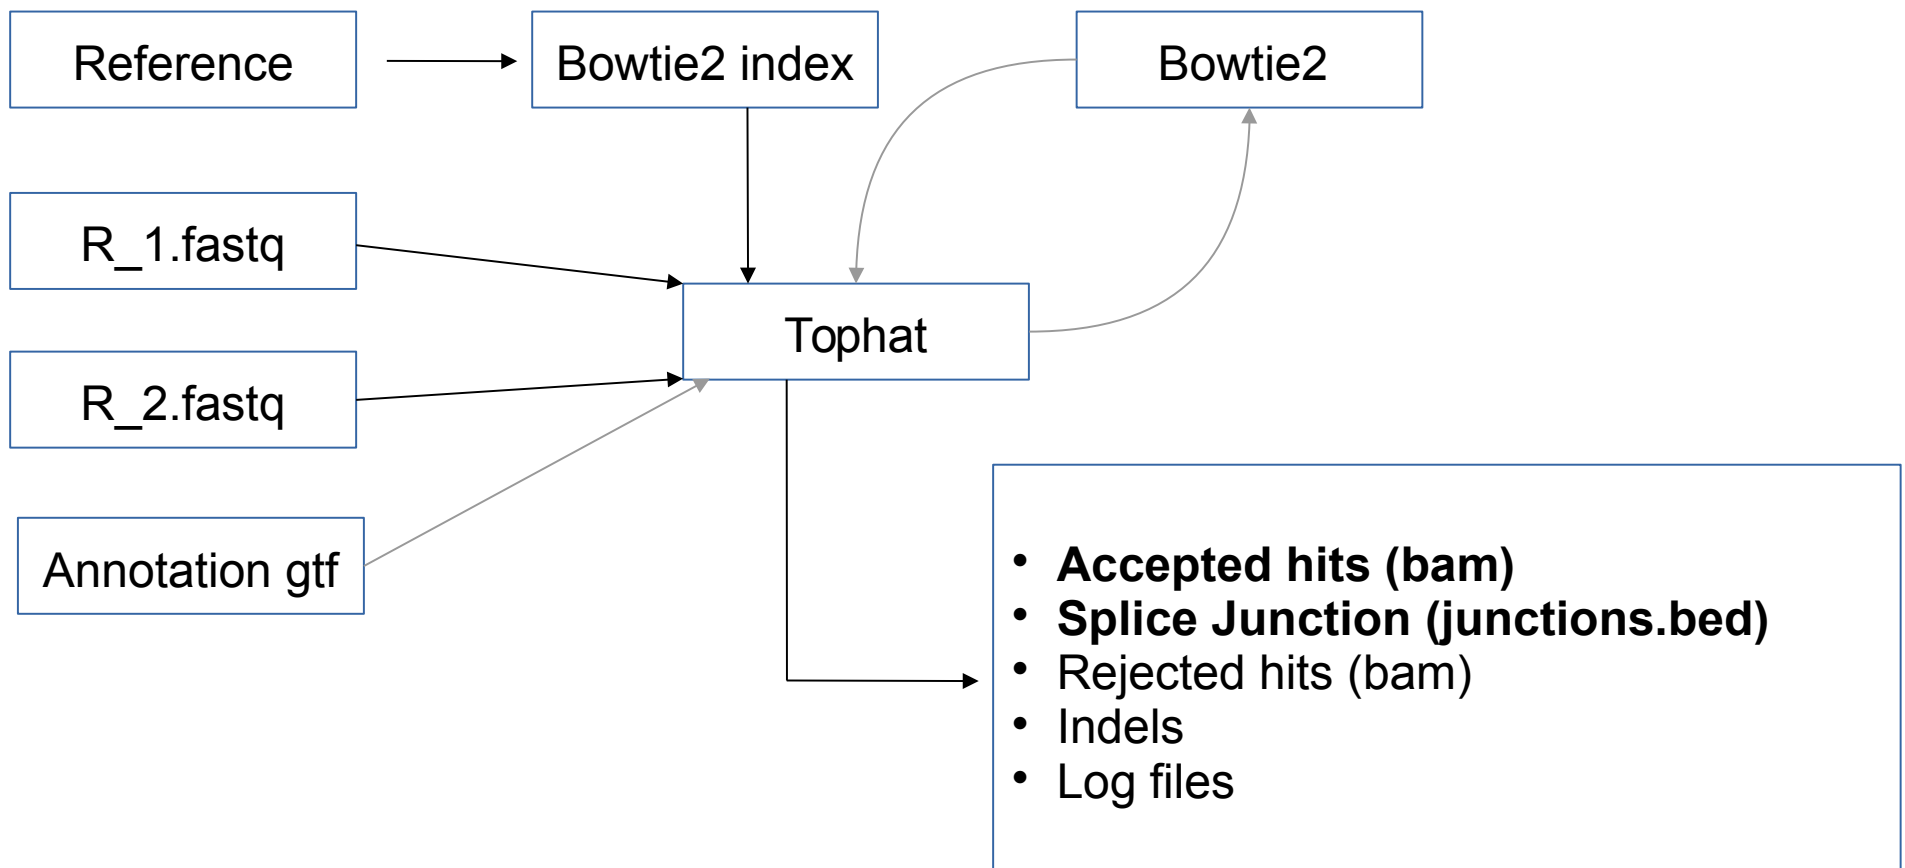 Reference
Bowtie2 index
Bowtie2
R_1.fastq
Tophat
R_2.fastq
Annotation gtf
• Accepted hits (bam)
• Splice Junction (junctions.bed)
• Rejected hits (bam)
• Indels
• Log files